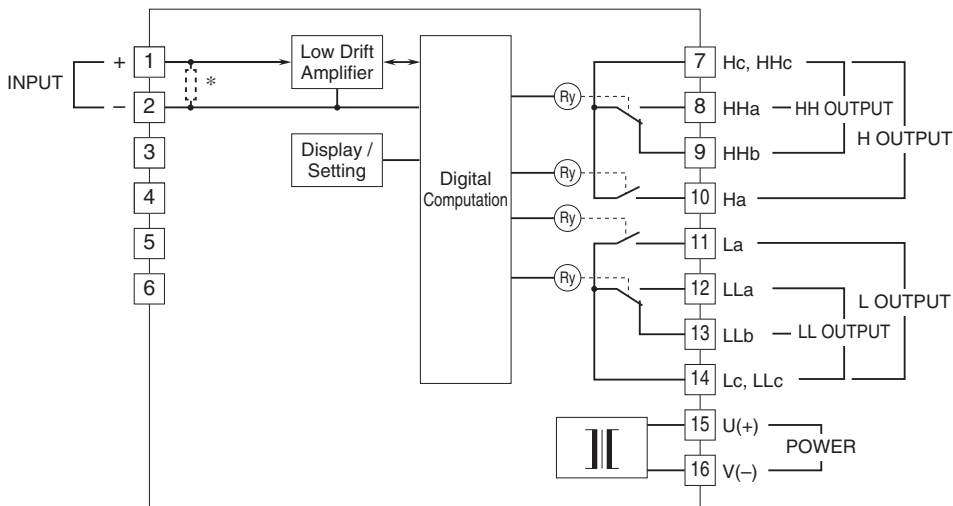 INPUT
+
–
1
2
3
4
5
6
*
Low Drift
Amplifier
Display /
Setting
Digital
Computation
Ry
Ry
Ry
Ry
7 Hc, HHc
8 HHa
HH OUTPUT
9 HHb
H OUTPUT
10 Ha
11 La
12 LLa
L OUTPUT
13 LLb
LL OUTPUT
14 Lc, LLc
15 U(+)
POWER
16 V(–)